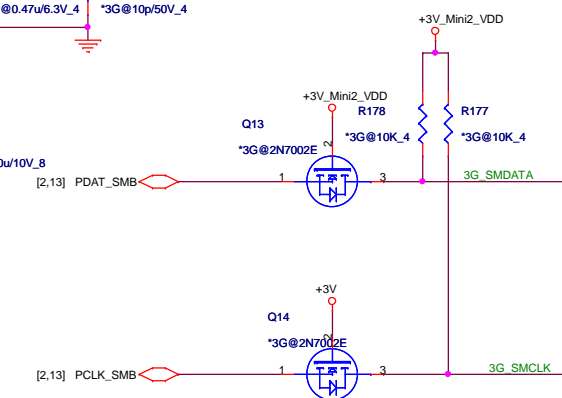 @0.47u/6.3V_4
*3G@10p/50V_4
+3V_Mini2_VDD
+3V_Mini2_VDD
R178
R177
Q13
*3G@10K_4
*3G@10K_4
*3G@2N7002E
2
0u/10V_8
[2,13] PDAT_SMB
1
3
3G_SMDATA
+3V
Q14
*3G@2N7002E
2
[2,13] PCLK_SMB
1
3
3G_SMCLK